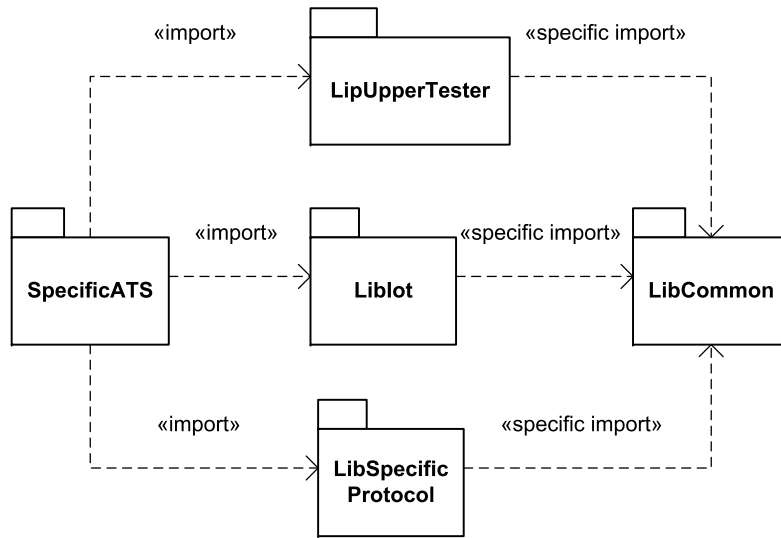 «import»
«specific import»
LipUpperTester
«import»
«specific import»
SpecificATS
LibIot
LibCommon
«import»
«specific import»
LibSpecific
Protocol